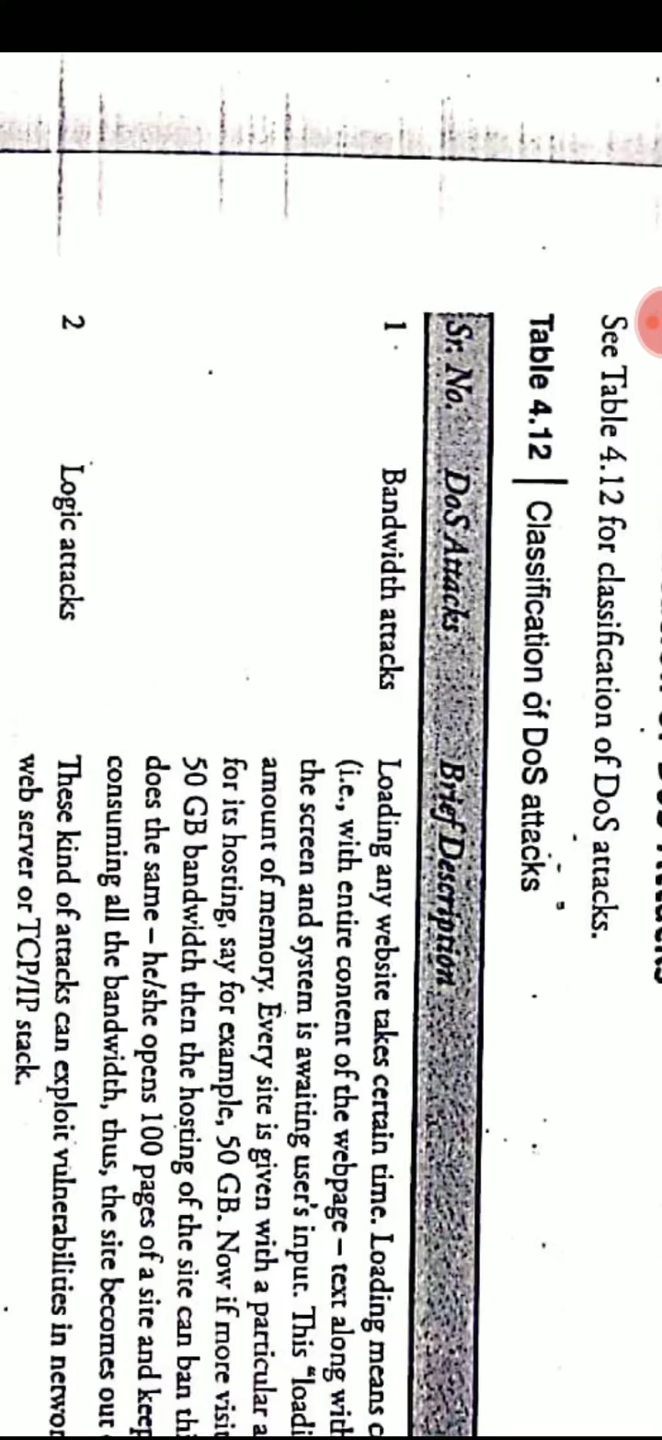 See Table 4.12 for classification of DoS attacks.
Table 4.12 | Classification of DoS attacks
Sr. No. DoS Attacks Brief Description
1 Bandwidth attacks Loading any website takes certain time. Loading means
(i.e., with entire content of the webpage – text along with
the screen and system is awaiting user's input. This
amount of memory. Every site is given with a particular
for its hosting, say for example, 50 GB. Now if more
50 GB bandwidth then the hosting of the site can ban
does the same – he/she opens 100 pages of a site and keep
consuming all the bandwidth, thus, the site becomes out
2 Logic attacks These kind of attacks can exploit vulnerabilities in
web server or TCP/IP stack.